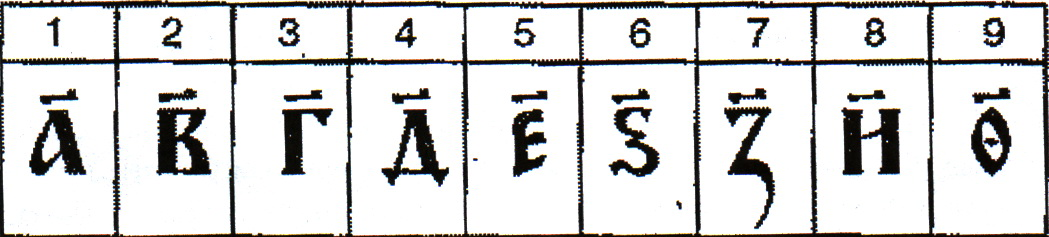 1 2 3 4 5 6 7 8 9
А҃ В҃ Г҃ Д҃ Е҃ Ѕ҃ З҃ И҃ Ѳ҃